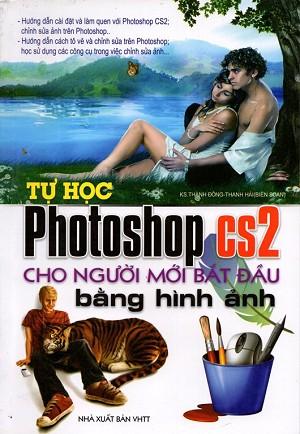 - Hướng dẫn cài đặt và làm quen với Photoshop CS2;
chỉnh sửa ảnh trên Photoshop..
- Hướng dẫn cách tô vẽ và chỉnh sửa trên Photoshop;
học sử dụng các công cụ trong việc chỉnh sửa ảnh...
KS.THÀNH ĐÔNG-THANH HẢI(BIÊN SOẠN)
TỰ HỌC
Photoshop cs2
CHO NGƯỜI MỚI BẮT ĐẦU
bằng hình ảnh
NHÀ XUẤT BẢN VHTT